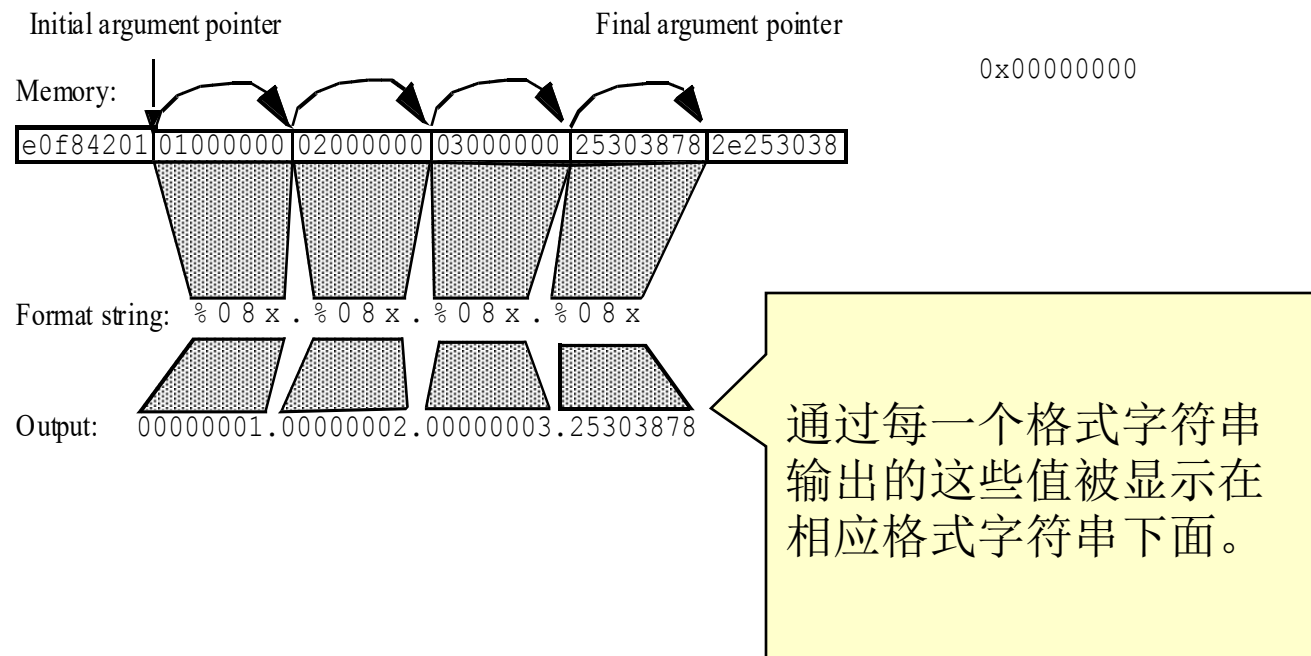 Initial argument pointer Final argument pointer
0x00000000
Memory:
e0f84201 01000000 02000000 03000000 25303878 2e253038
Format string: %08x.%08x.%08x.%08x
Output: 00000001.00000002.00000003.25303878
通过每一个格式字符串
输出的这些值被显示在
相应格式字符串下面。